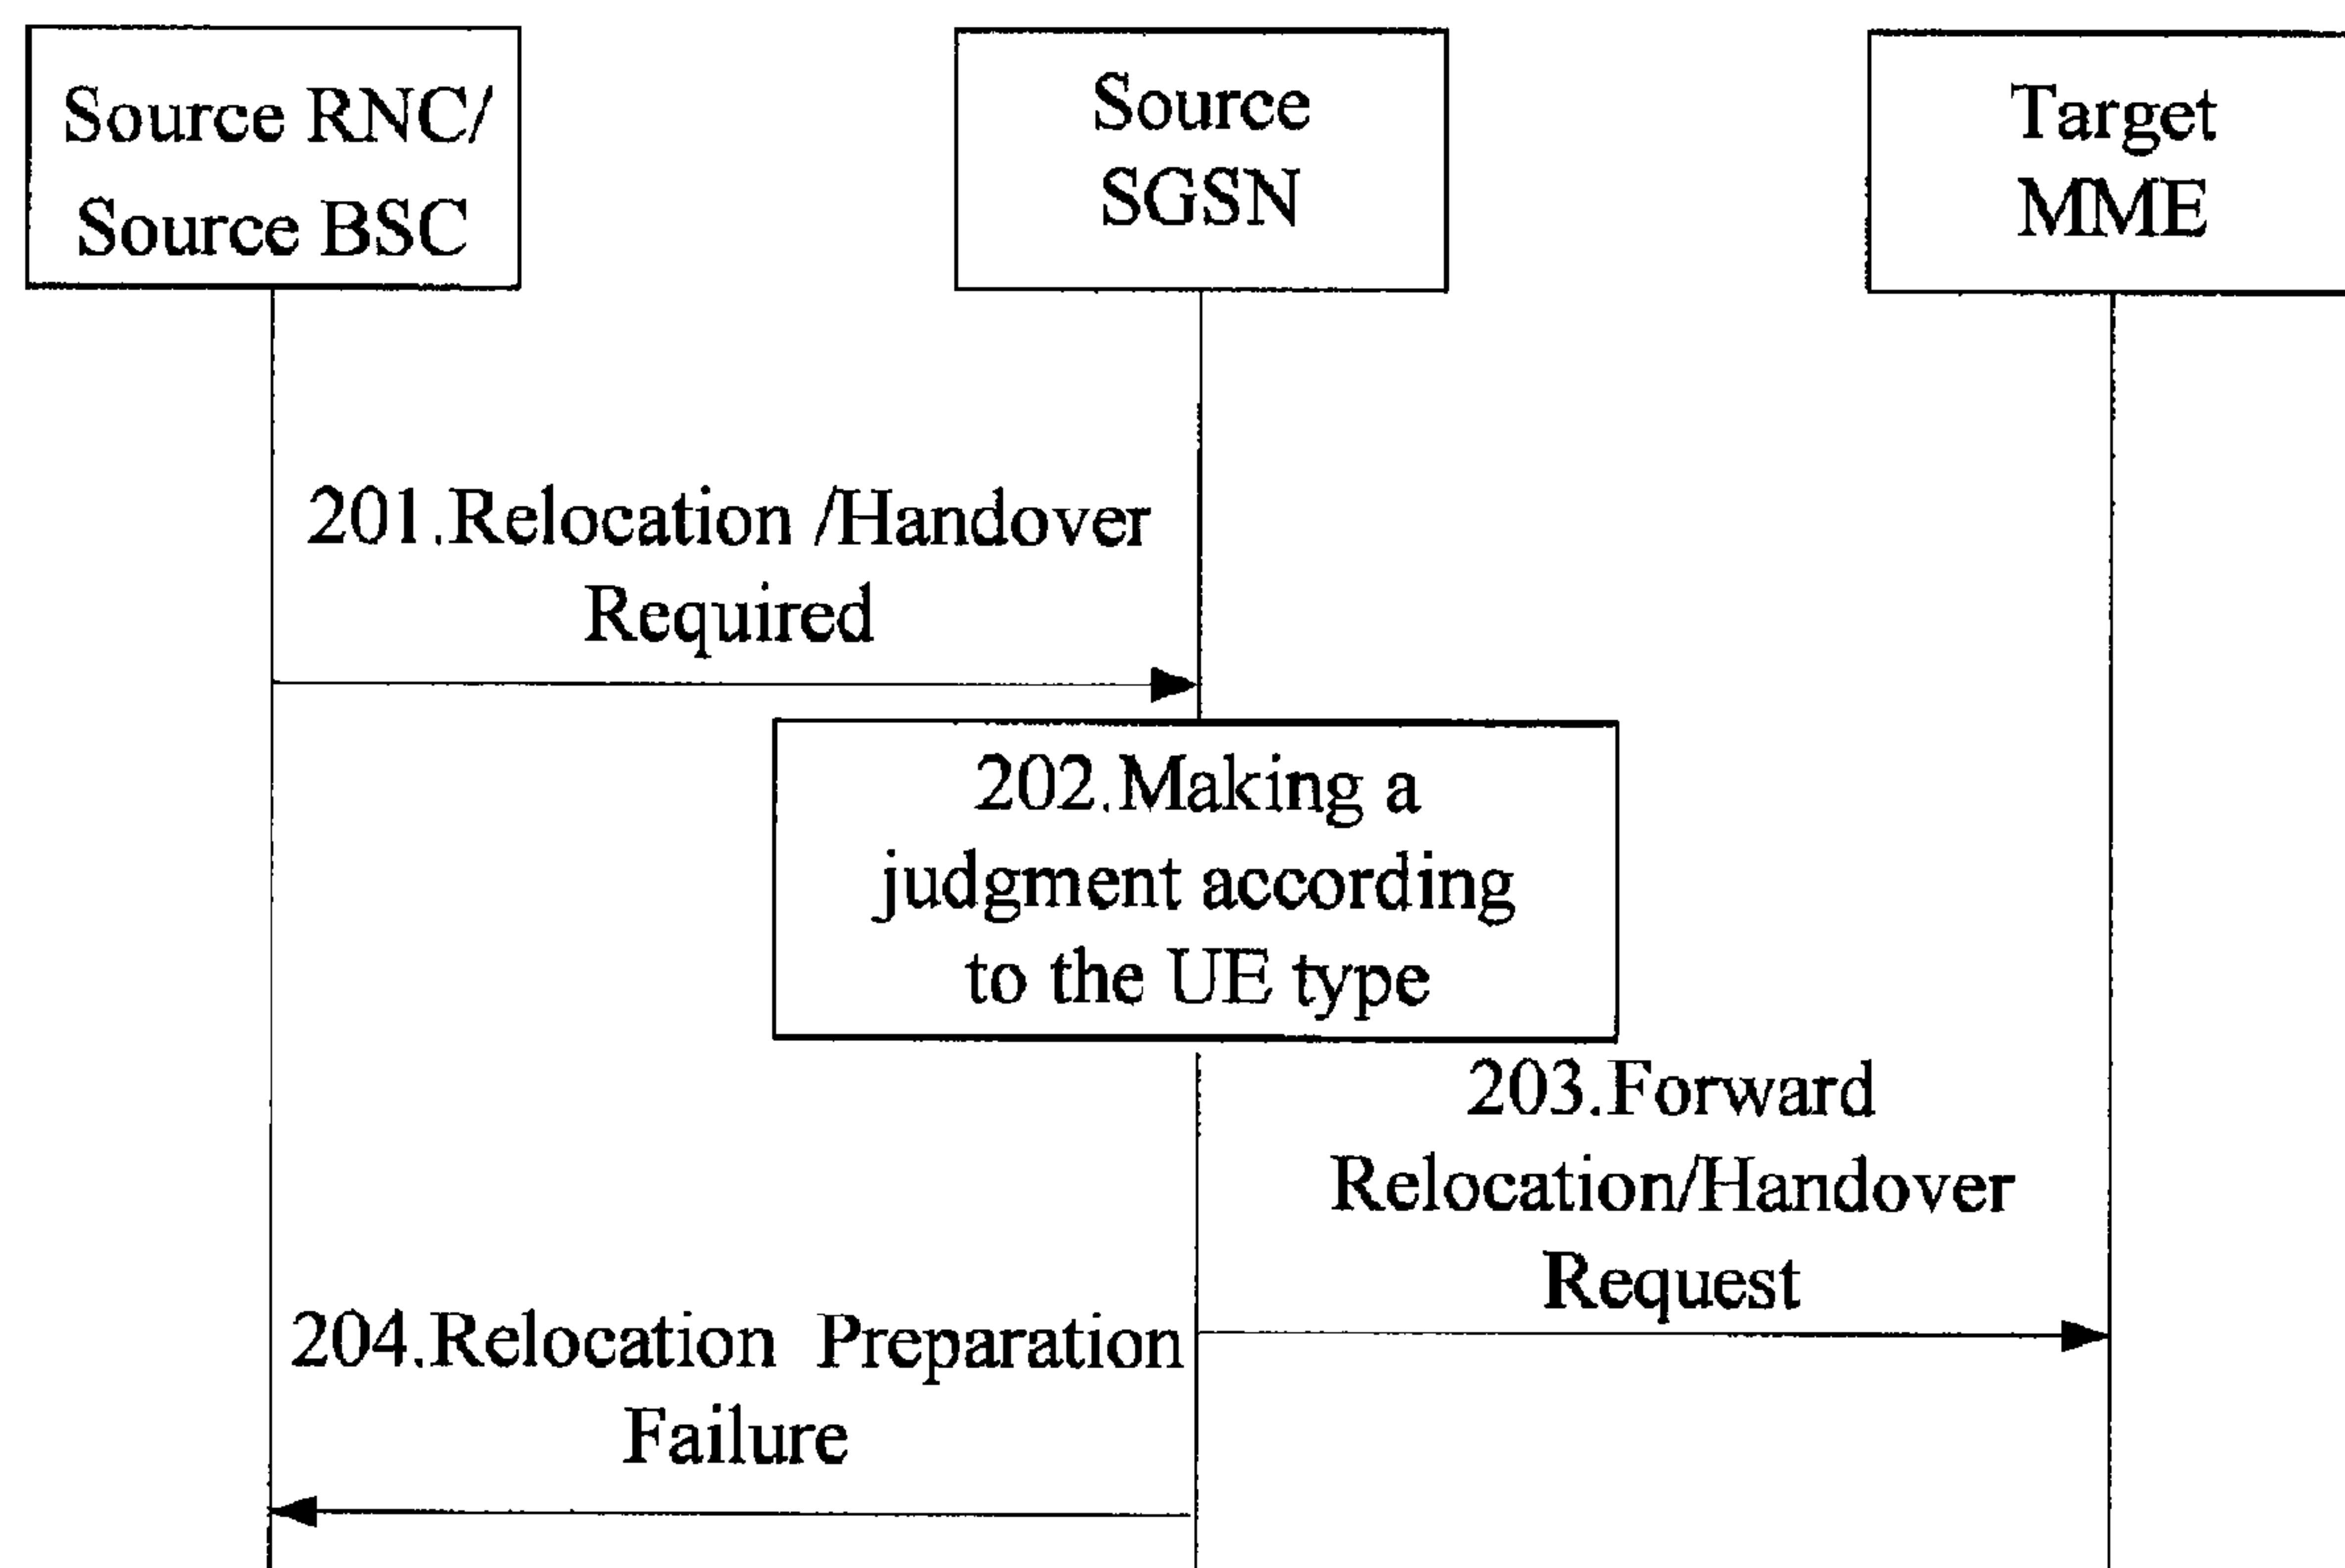 Source RNC/
Source BSC
Source
SGSN
Target
MME
201.Relocation /Handover
Required
202.Making a
judgment according
to the UE type
203.Forward
Relocation/Handover
Request
204.Relocation Preparation
Failure